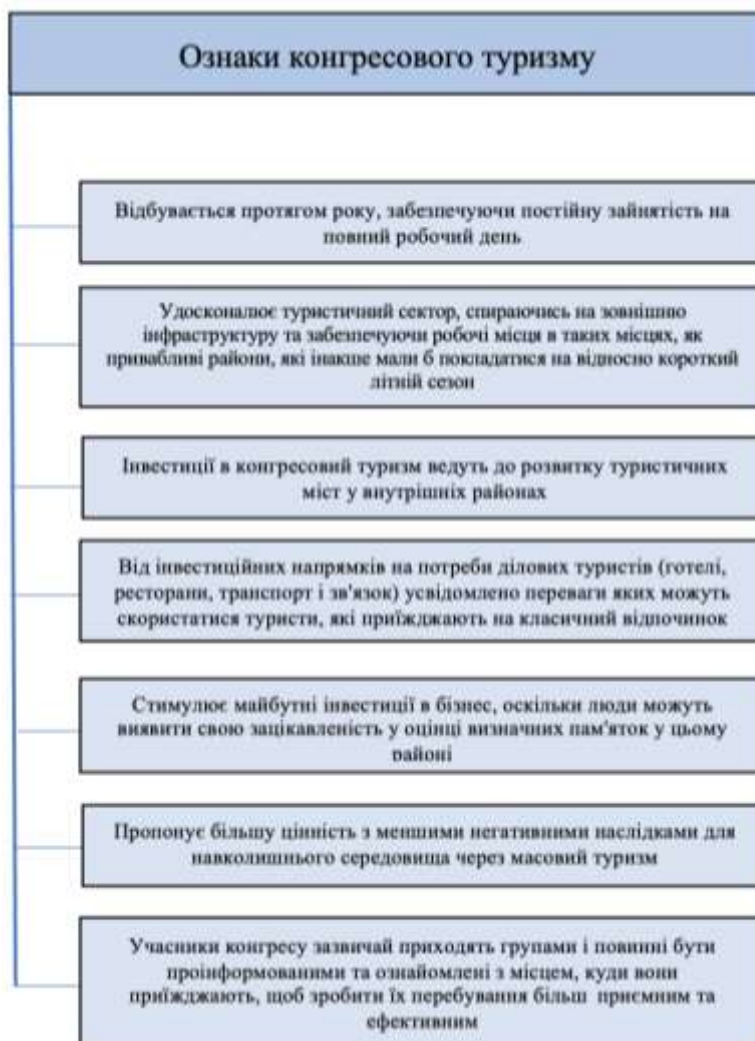 Ознаки конгресового туризму
Відбувається протягом року, забезпечуючи постійну зайнятість на
повний робочий день
Удосконалює туристичний сектор, спираючись на зовнішню
інфраструктуру та забезпечуючи робочі місця в таких місцях, як
привабливі райони, які інакше мали б покладатися на відносно короткий
літній сезон
Інвестиції в конгресовий туризм ведуть до розвитку туристичних
міст у внутрішніх районах
Від інвестиційних напрямків на потреби ділових туристів (готелі,
ресторани, транспорт і зв'язок) усвідомлено переваги яких можуть
скористатися туристи, які приїжджають на класичний відпочинок
Стимулює майбутні інвестиції в бізнес, оскільки люди можуть
виявити свою зацікавленість у оцінці визначних пам'яток у цьому
районі
Пропонує більшу цінність з меншими негативними наслідками для
навколишнього середовища через масовий туризм
Учасники конгресу зазвичай приходять групами і повинні бути
проінформованими та ознайомлені з місцем, куди вони
приїжджають, щоб зробити їх перебування більш приємним та
ефективним